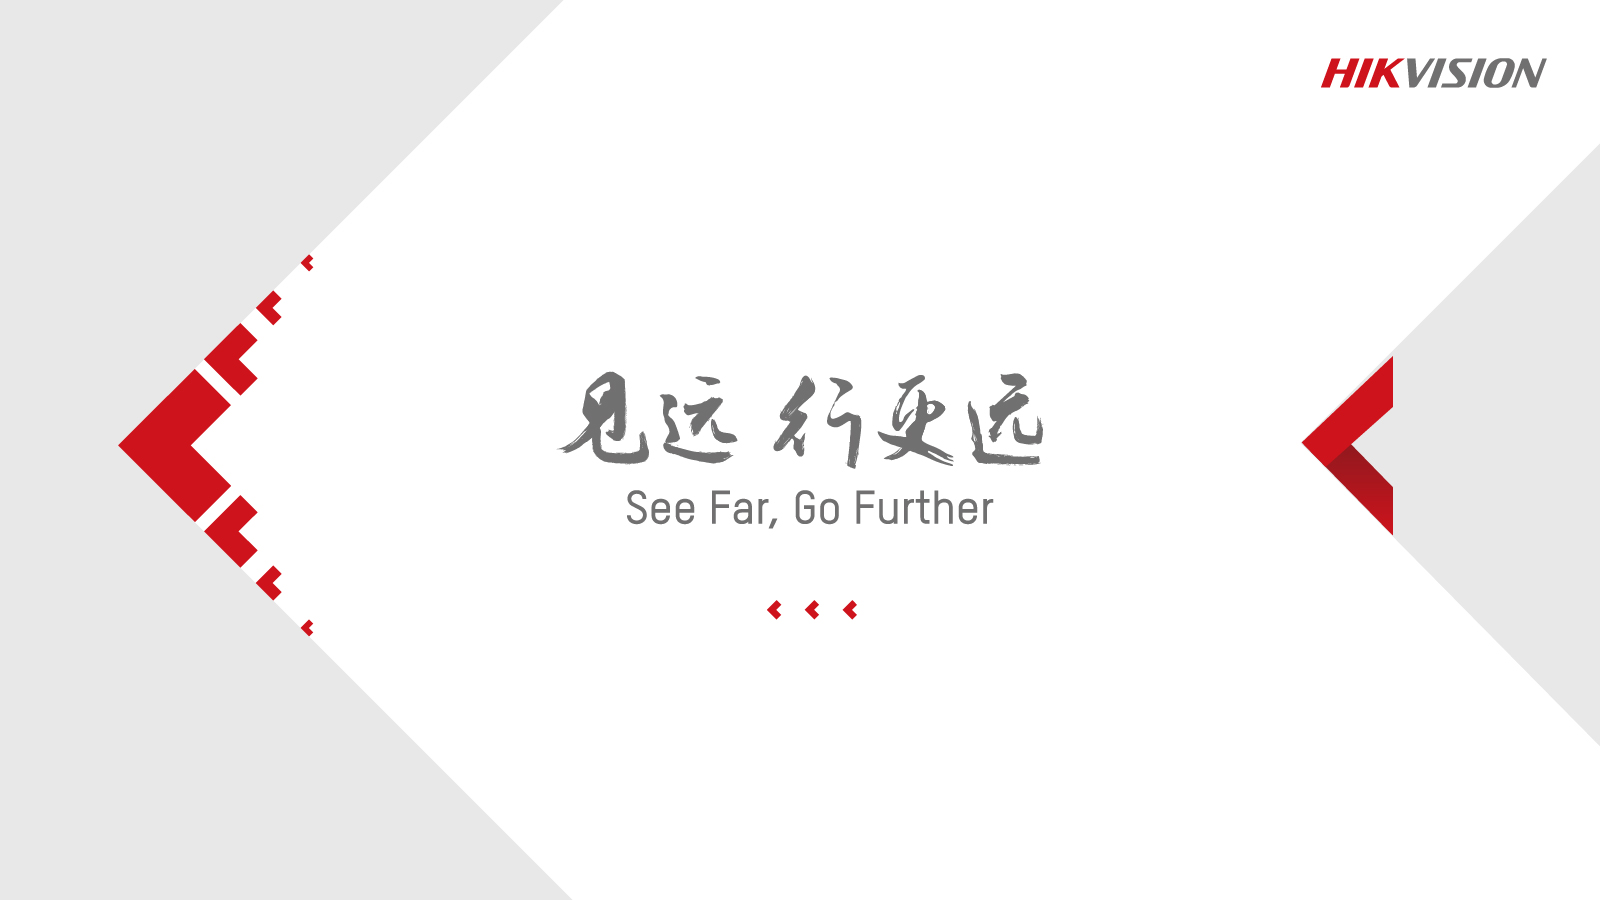 HIKVISION
见远 行更远
See Far, Go Further